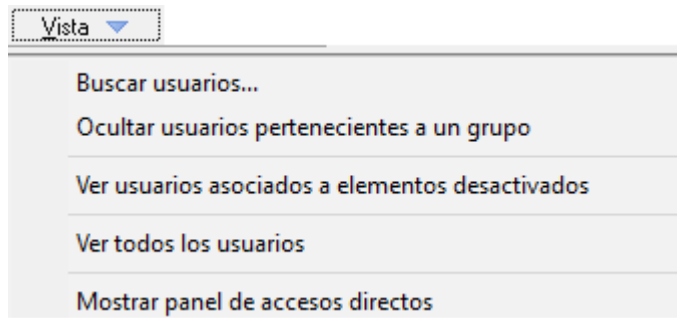 Vista
Buscar usuarios...
Ocultar usuarios pertenecientes a un grupo
Ver usuarios asociados a elementos desactivados
Ver todos los usuarios
Mostrar panel de accesos directos